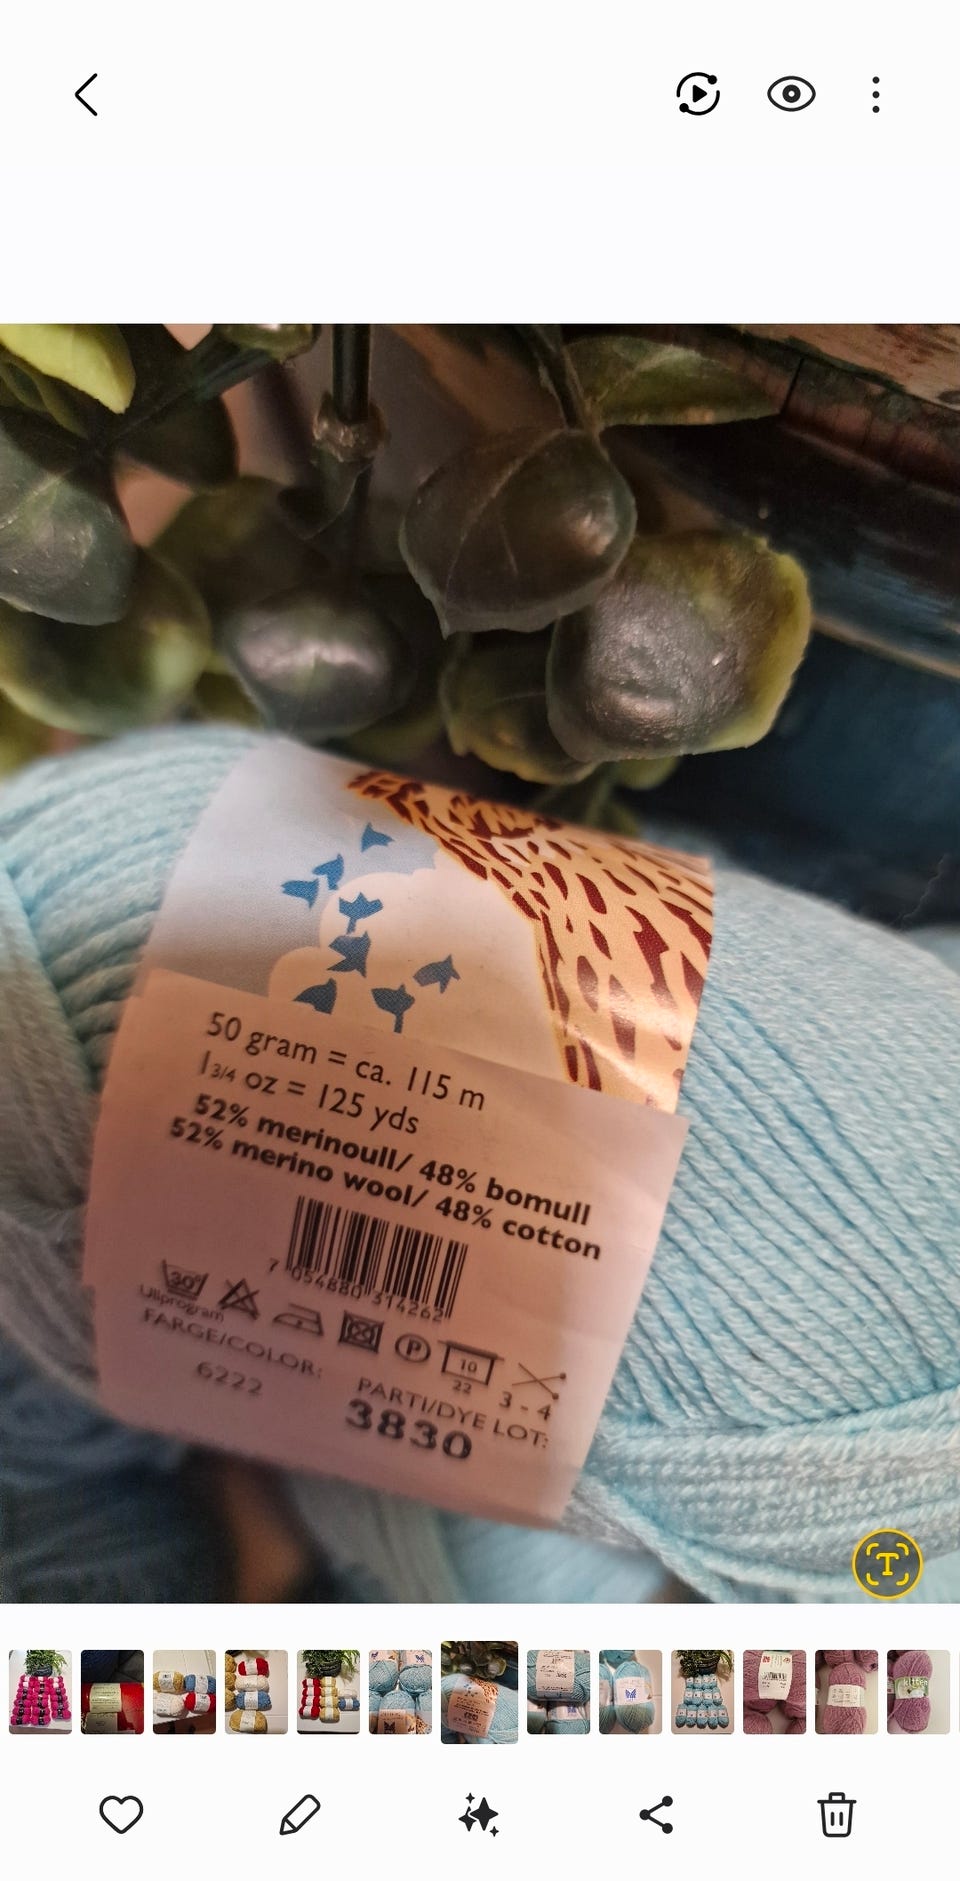 50 gram = ca. 115 m
1 3/4 oz = 125 yds
52% merinoull/ 48% bomull
52% merino wool/ 48% cotton
7 054880 314262
30°
Ullprogram
P
10
22
3 - 4
FARGE/COLOR:
6222
PARTI/DYE LOT:
3830
T